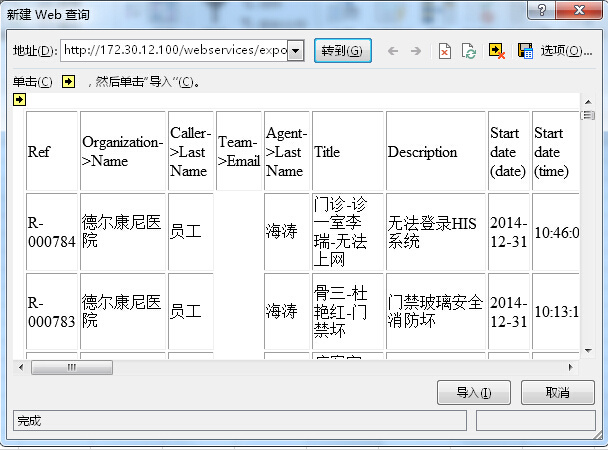 新建 Web 查询
地址(D): http://172.30.12.100/webservices/expo 转到(G) 选项(O)...
单击(C) ，然后单击“导入”(C)。
Ref Organization->Name Caller->Last Name Team->Email Agent->Last Name Title Description Start date (date) Start date (time)
R-000784 德尔康尼医院 员工 海涛 门诊-诊一室李瑞-无法上网 无法登录HIS系统 2014-12-31 10:46:0
R-000783 德尔康尼医院 员工 海涛 骨三-杜艳红-门禁坏 门禁玻璃安全消防坏 2014-12-31 10:13:1
导入(I) 取消
完成